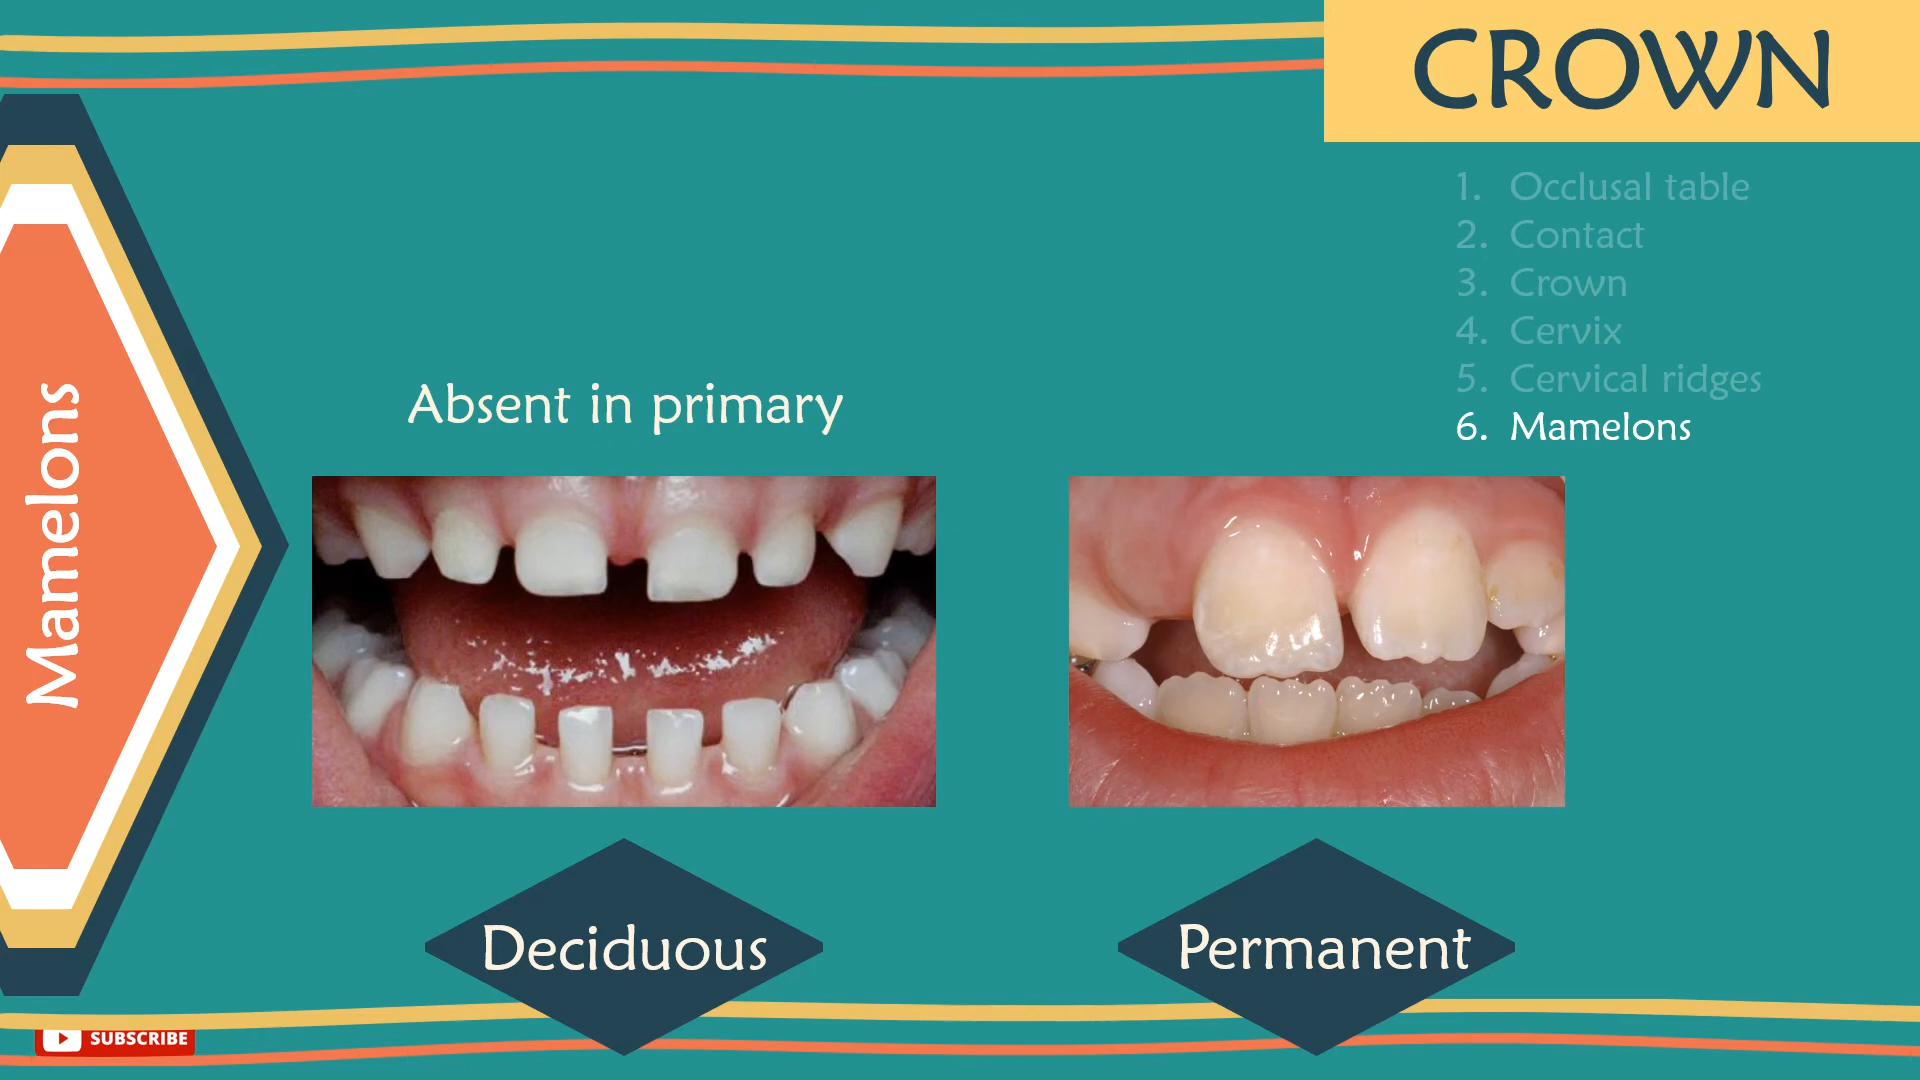 CROWN
1. Occlusal table
2. Contact
3. Crown
4. Cervix
5. Cervical ridges
6. Mamelons
Mamelons
Absent in primary
Deciduous
Permanent
SUBSCRIBE